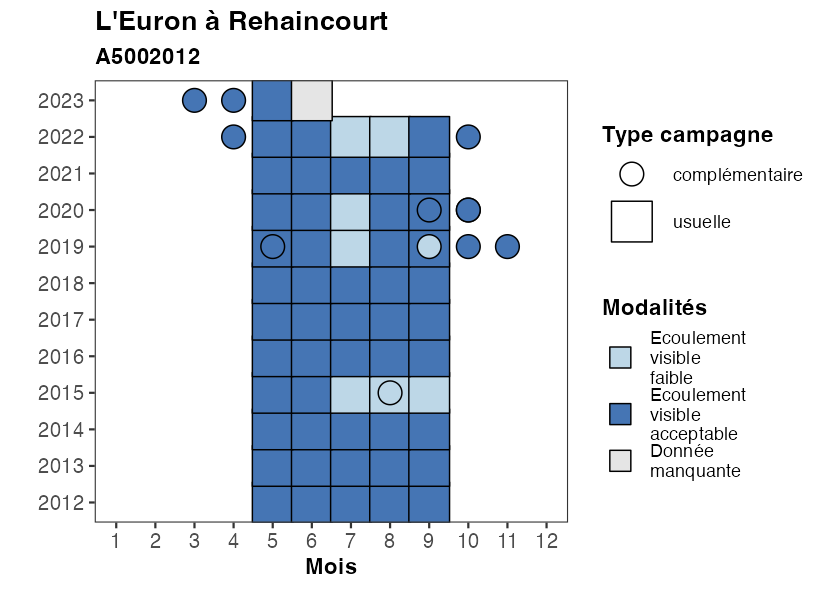 L'Euron à Rehaincourt
A5002012
2023
2022
2021
2020
2019
2018
2017
2016
2015
2014
2013
2012
1 2 3 4 5 6 7 8 9 10 11 12
Mois
Type campagne
complémentaire
usuelle
Modalités
Ecoulement
visible
faible
Ecoulement
visible
acceptable
Donnée
manquante